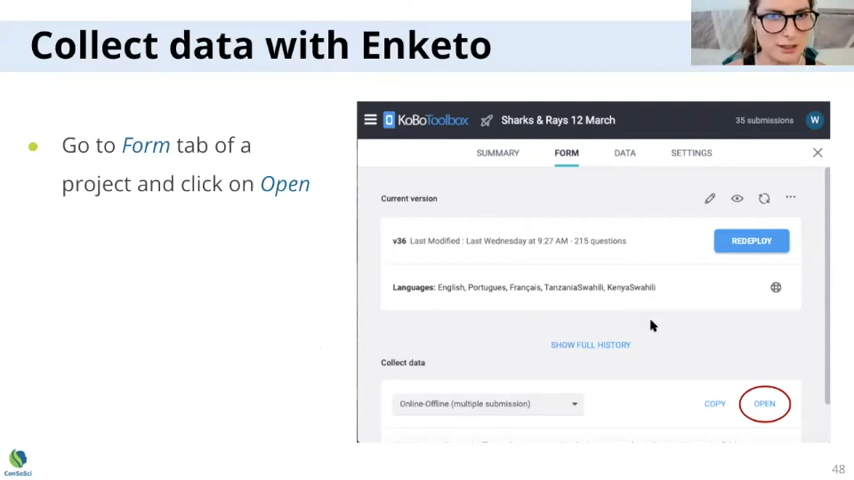 Collect data with Enketo
Go to Form tab of a
project and click on Open
KoBoToolbox
Sharks & Rays 12 March
35 submissions
W
SUMMARY
FORM
DATA
SETTINGS
Current version
v36 Last Modified : Last Wednesday at 9:27 AM - 215 questions
REDEPLOY
Languages: English, Portugues, Français, TanzaniaSwahili, KenyaSwahili
SHOW FULL HISTORY
Collect data
Online-Offline (multiple submission)
COPY
OPEN
ConSoSci
48